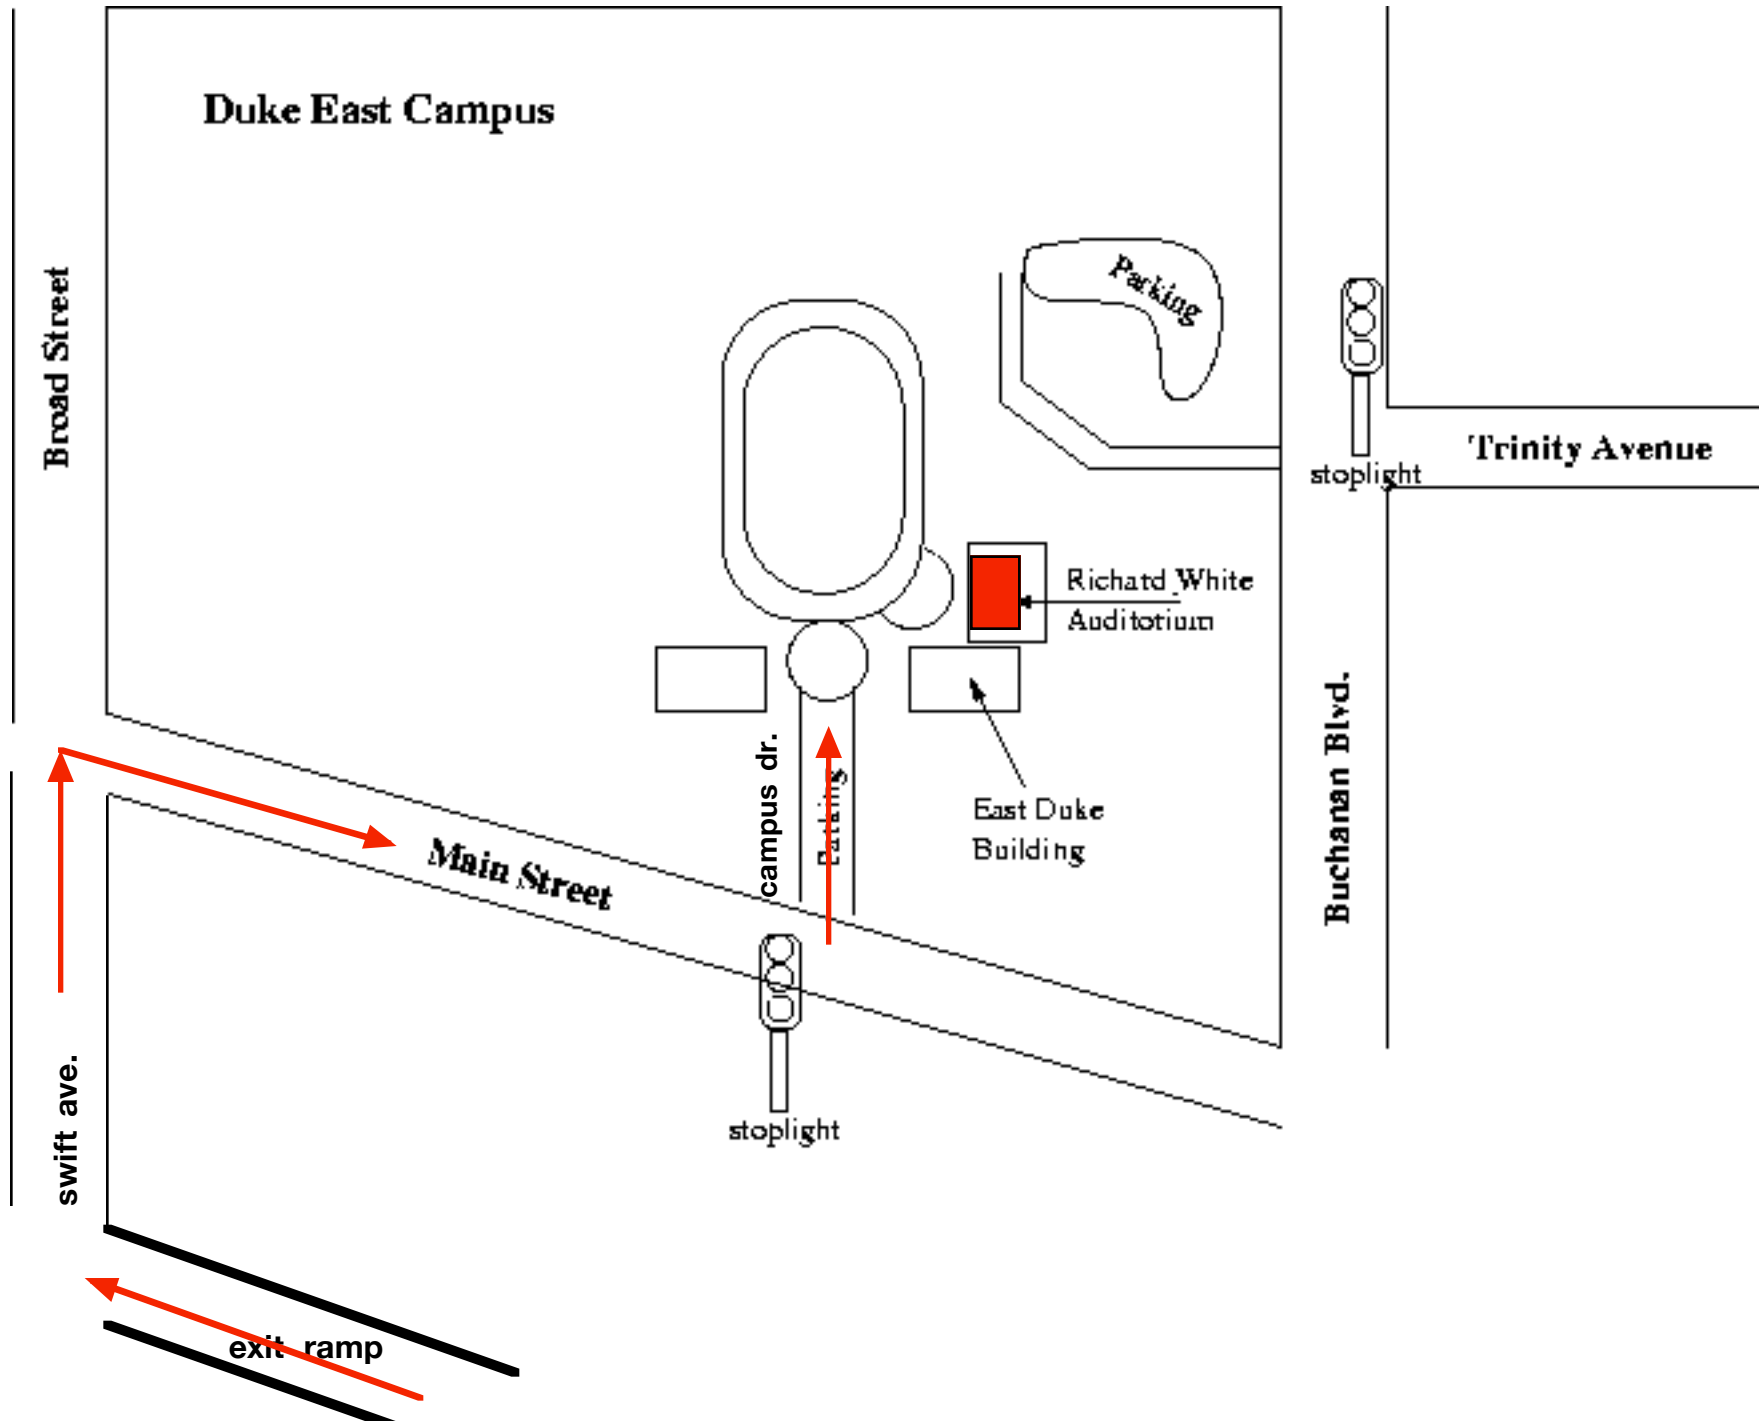 Duke East Campus
Broad Street
Parking
stoplight
Trinity Avenue
Richard White
Auditorium
campus dr.
Parking
East Duke
Building
Buchanan Blvd.
Main Street
stoplight
swift ave.
exit ramp